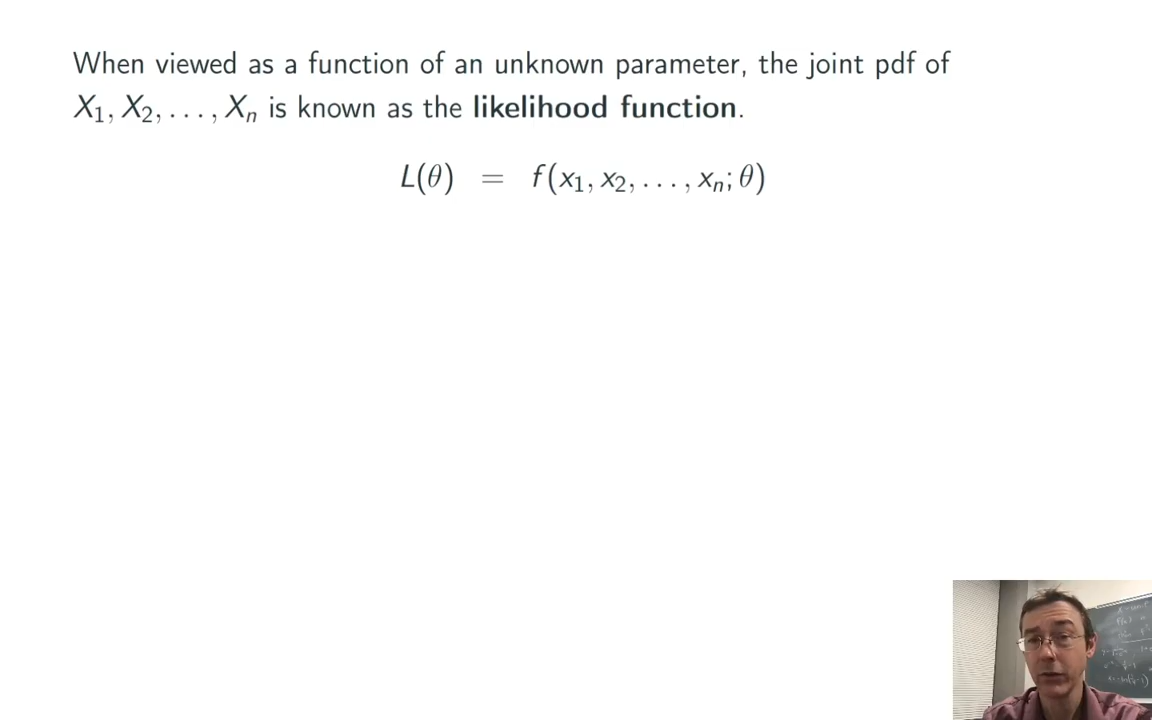 When viewed as a function of an unknown parameter, the joint pdf of
X₁, X₂, . . . , Xₙ is known as the likelihood function.
L(θ) = f(x₁, x₂, . . . , xₙ; θ)